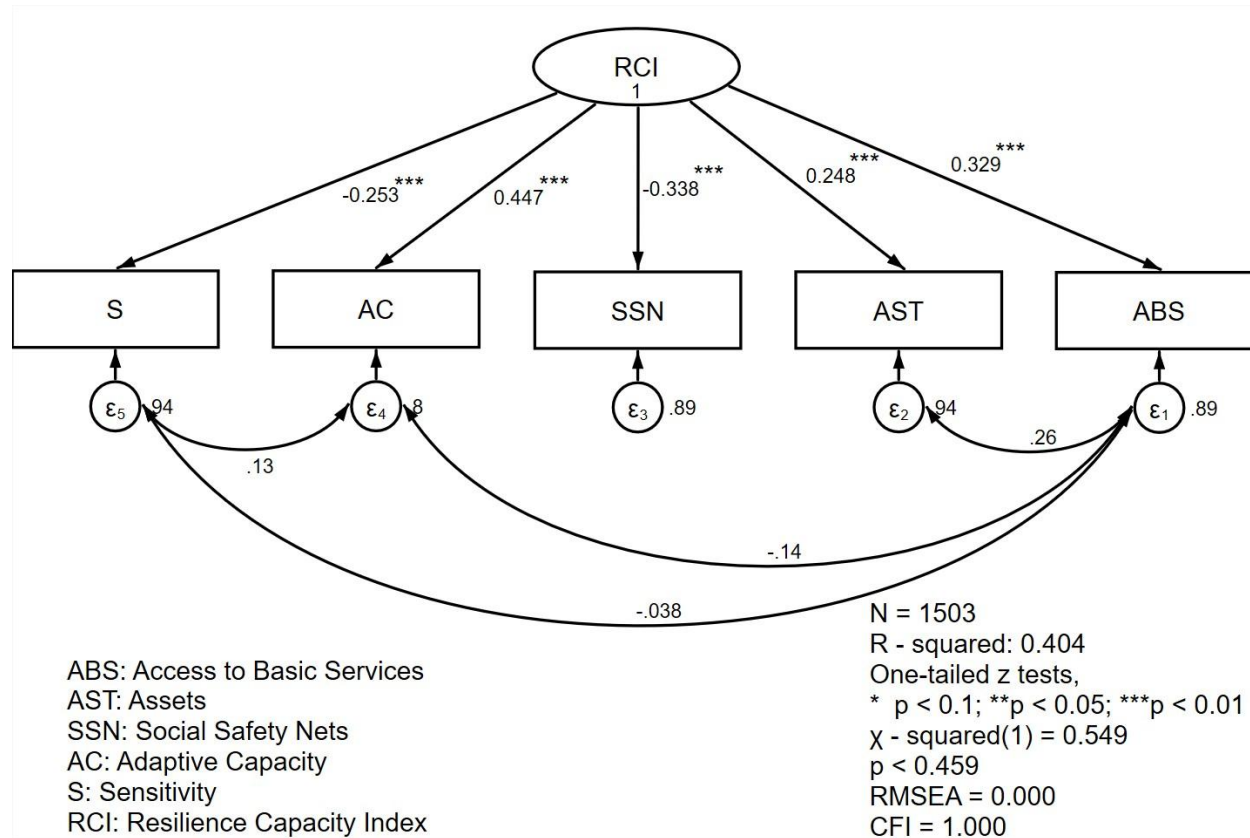 RCI
1
-0.253***
0.447***
-0.338***
0.248***
0.329***
S
AC
SSN
AST
ABS
ε5 .94
ε4 .8
ε3 .89
ε2 .94
ε1 .89
.13
.26
-.14
-.038
ABS: Access to Basic Services
AST: Assets
SSN: Social Safety Nets
AC: Adaptive Capacity
S: Sensitivity
RCI: Resilience Capacity Index
N = 1503
R - squared: 0.404
One-tailed z tests,
* p < 0.1; **p < 0.05; ***p < 0.01
χ - squared(1) = 0.549
p < 0.459
RMSEA = 0.000
CFI = 1.000